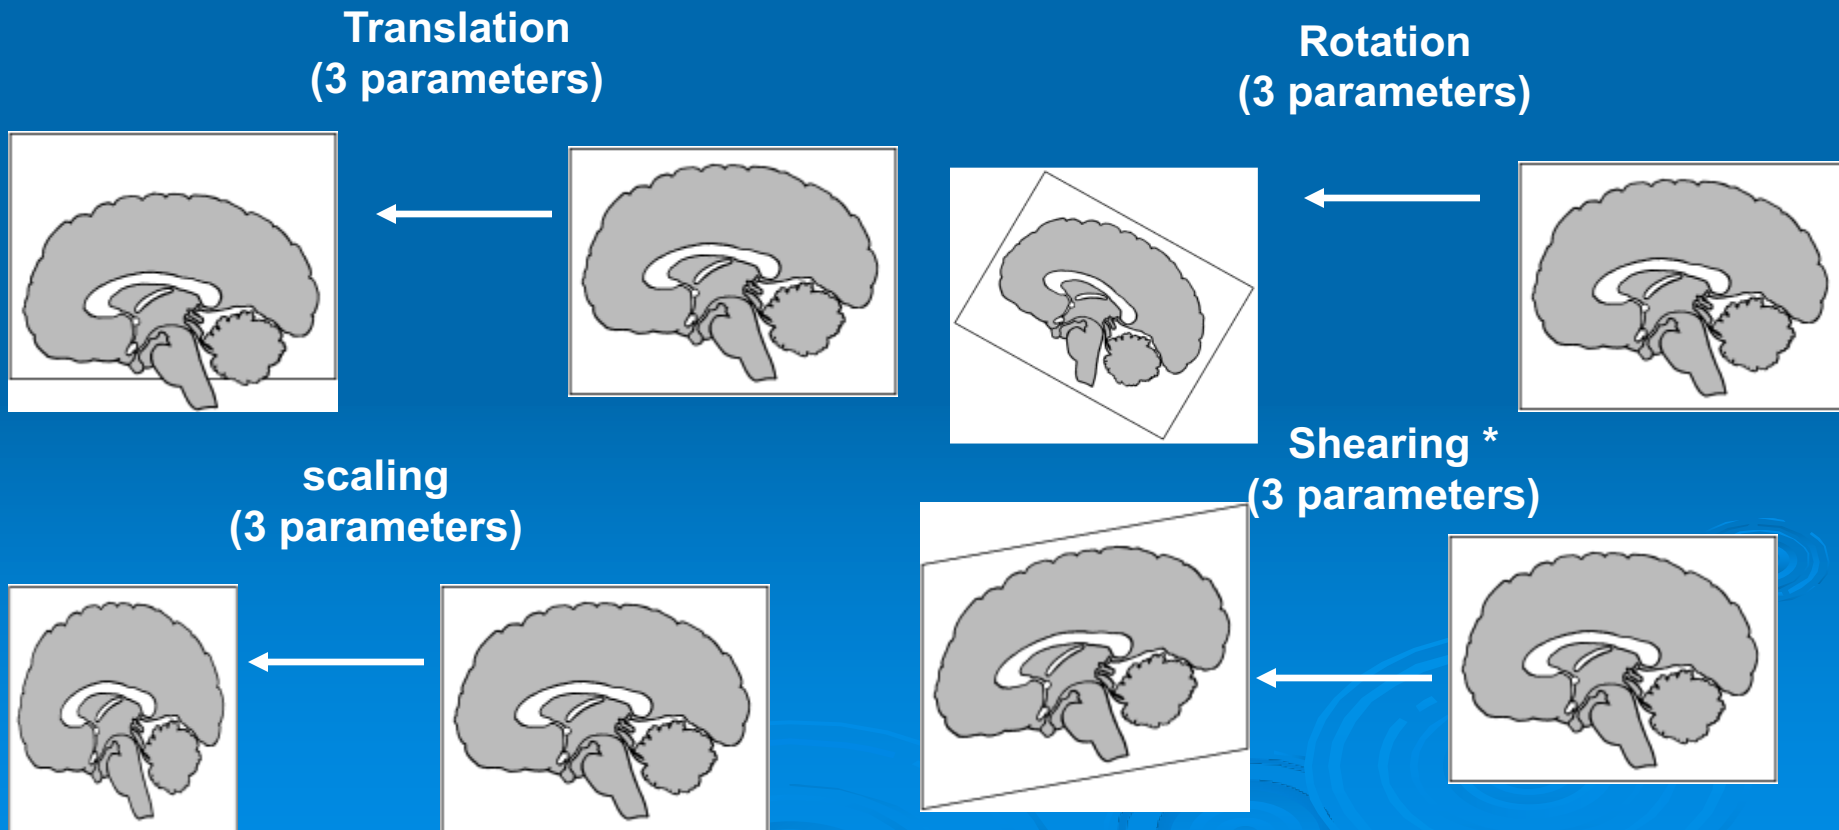 Translation
(3 parameters)
Rotation
(3 parameters)
scaling
(3 parameters)
Shearing *
(3 parameters)